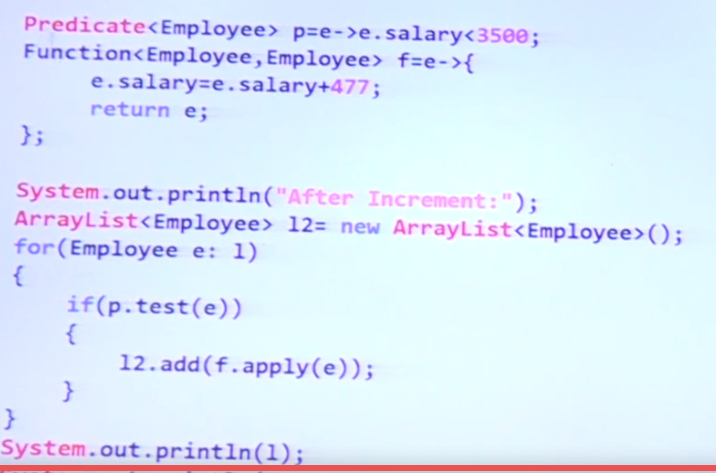 Predicate<Employee> p=e->e.salary<3500;
Function<Employee,Employee> f=e->{
e.salary=e.salary+477;
return e;
};
System.out.println("After Increment:");
ArrayList<Employee> l2= new ArrayList<Employee>();
for(Employee e: l)
{
if(p.test(e))
{
l2.add(f.apply(e));
}
}
System.out.println(l);